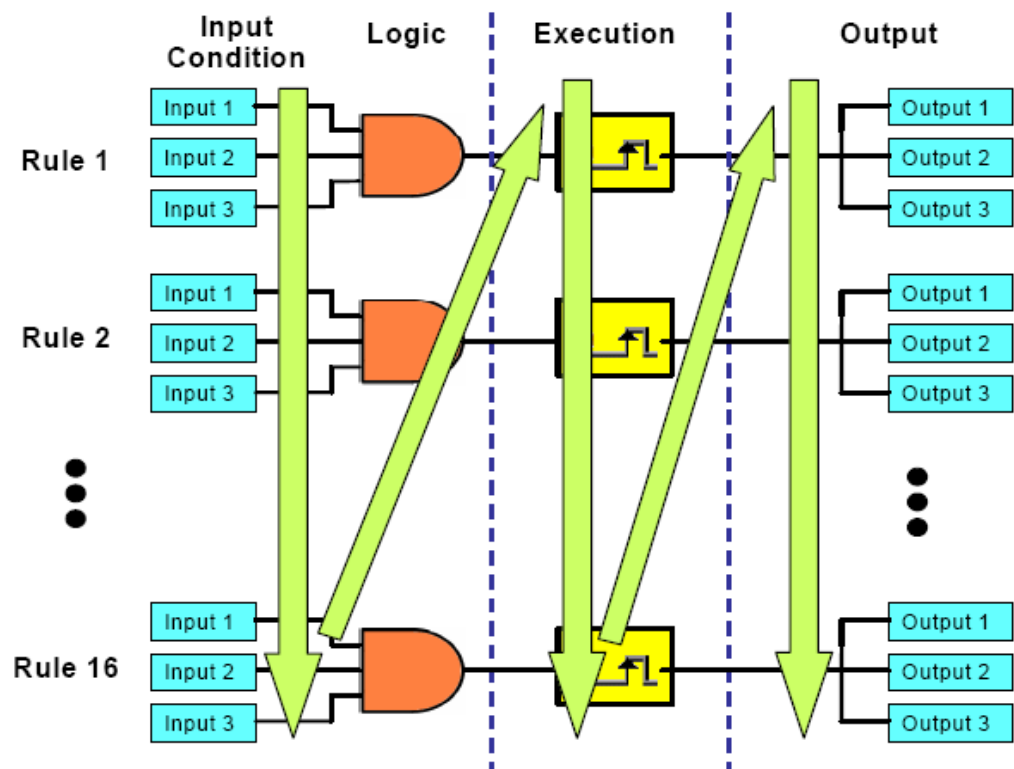 Input
Condition
Logic
Execution
Output
Rule 1
Input 1
Input 2
Input 3
Output 1
Output 2
Output 3
Rule 2
Input 1
Input 2
Input 3
Output 1
Output 2
Output 3
Rule 16
Input 1
Input 2
Input 3
Output 1
Output 2
Output 3